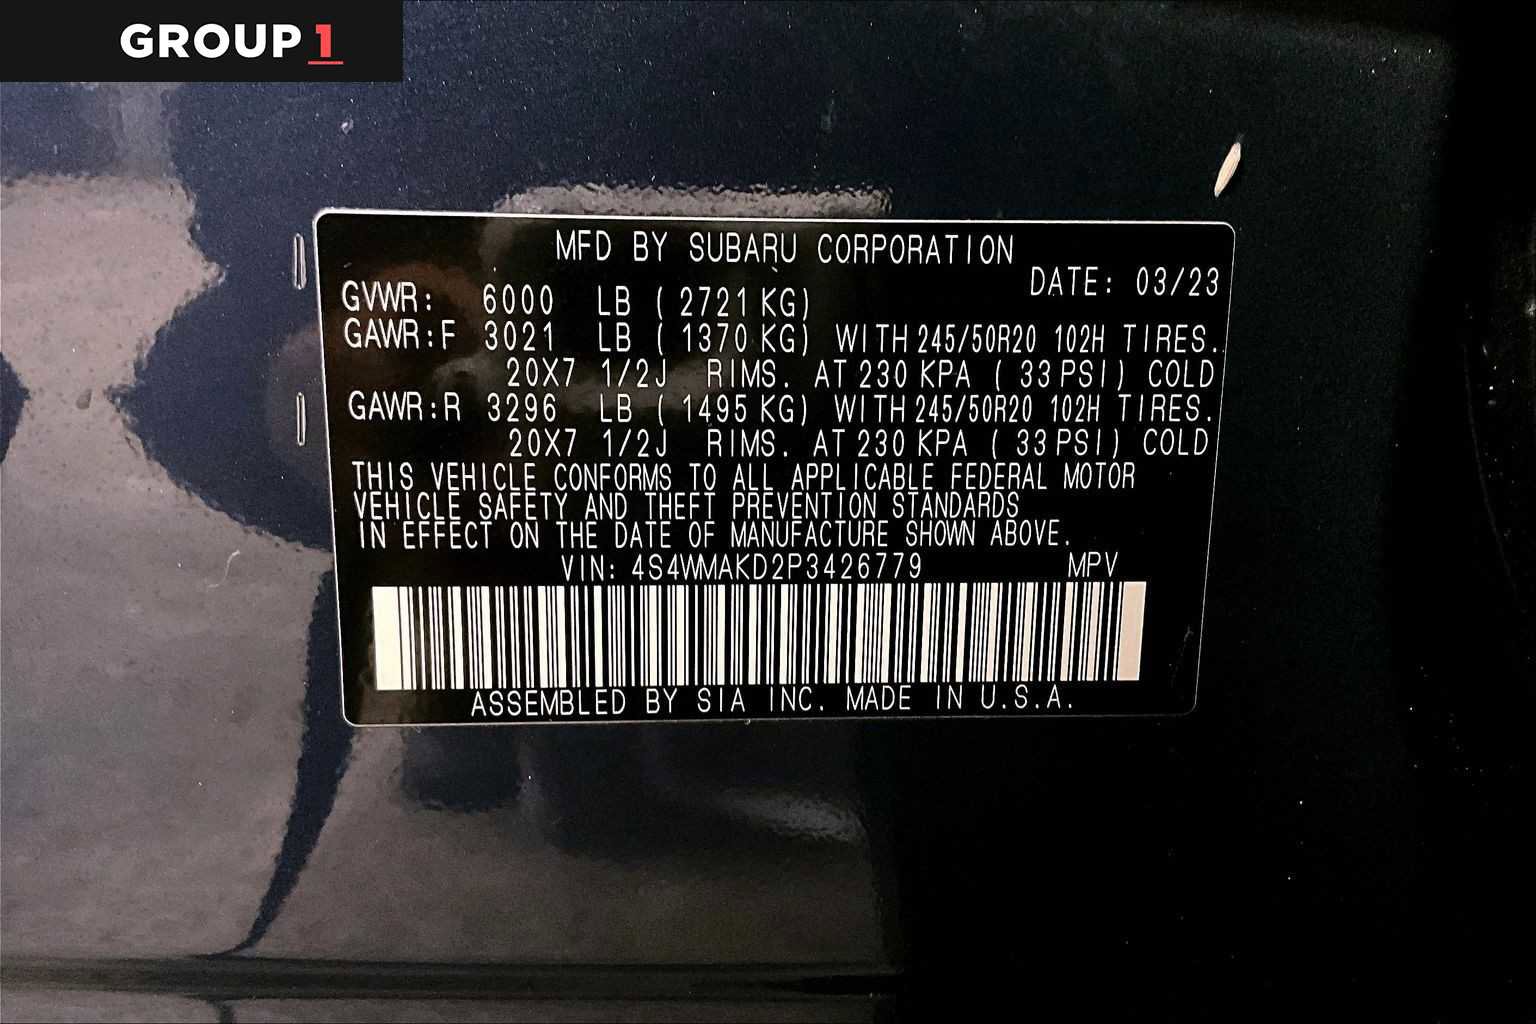 GROUP 1
MFD BY SUBARU CORPORATION
DATE: 03/23
GVWR: 6000 LB ( 2721 KG)
GAWR:F 3021 LB ( 1370 KG) WITH 245/50R20 102H TIRES.
20X7 1/2J RIMS. AT 230 KPA ( 33 PSI) COLD
GAWR:R 3296 LB ( 1495 KG) WITH 245/50R20 102H TIRES.
20X7 1/2J RIMS. AT 230 KPA ( 33 PSI) COLD
THIS VEHICLE CONFORMS TO ALL APPLICABLE FEDERAL MOTOR
VEHICLE SAFETY AND THEFT PREVENTION STANDARDS
IN EFFECT ON THE DATE OF MANUFACTURE SHOWN ABOVE.
VIN: 4S4WMAKD2P3426779 MPV
ASSEMBLED BY SIA INC. MADE IN U.S.A.